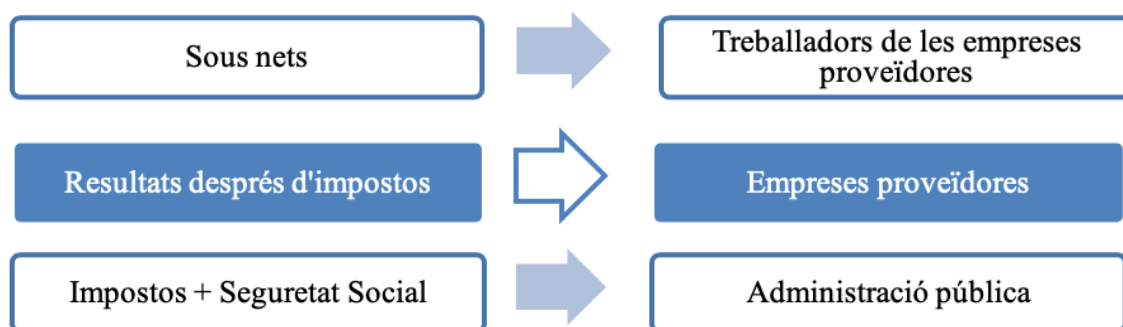 Sous nets
Treballadors de les empreses
proveïdores
Resultats després d'impostos
Empreses proveïdores
Impostos + Seguretat Social
Administració pública